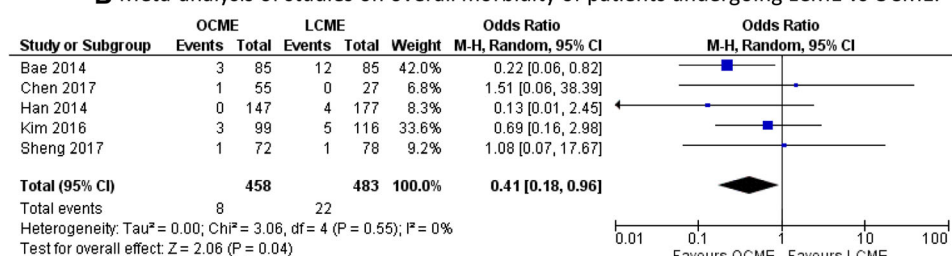 B Meta-analysis of studies on overall morbidity of patients undergoing LCME vs OCME.
OCME LCME Odds Ratio Odds Ratio
Study or Subgroup Events Total Events Total Weight M-H, Random, 95% CI M-H, Random, 95% CI
Bae 2014 3 85 12 85 42.0% 0.22 [0.06, 0.82]
Chen 2017 1 55 0 27 6.8% 1.51 [0.06, 38.39]
Han 2014 0 147 4 177 8.3% 0.13 [0.01, 2.45]
Kim 2016 3 99 5 116 33.6% 0.69 [0.16, 2.98]
Sheng 2017 1 72 1 78 9.2% 1.08 [0.07, 17.67]
Total (95% CI) 458 483 100.0% 0.41 [0.18, 0.96]
Total events 8 22
Heterogeneity: Tau² = 0.00; Chi² = 3.06, df = 4 (P = 0.55); I² = 0%
Test for overall effect: Z = 2.06 (P = 0.04)
0.01 0.1 1 10 100
Favours OCME Favours LCME